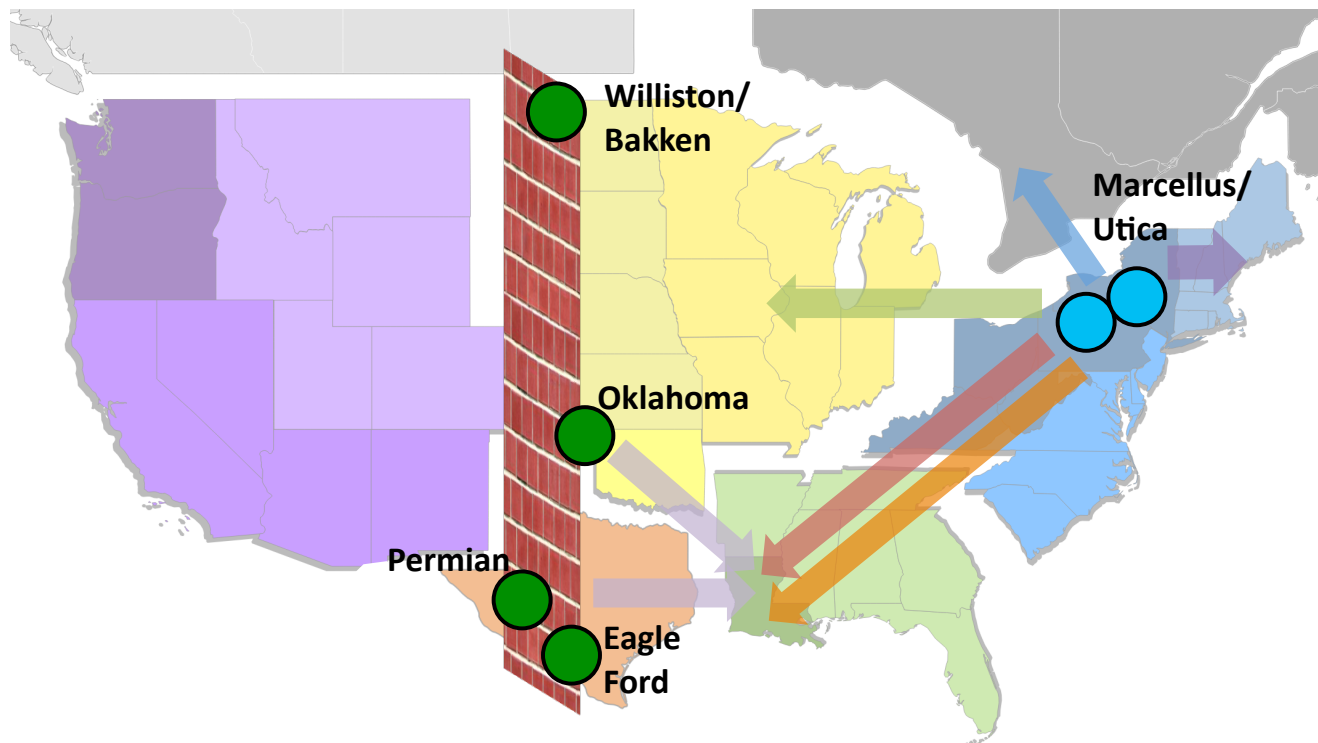 Williston/
Bakken
Marcellus/
Utica
Oklahoma
Permian
Eagle
Ford